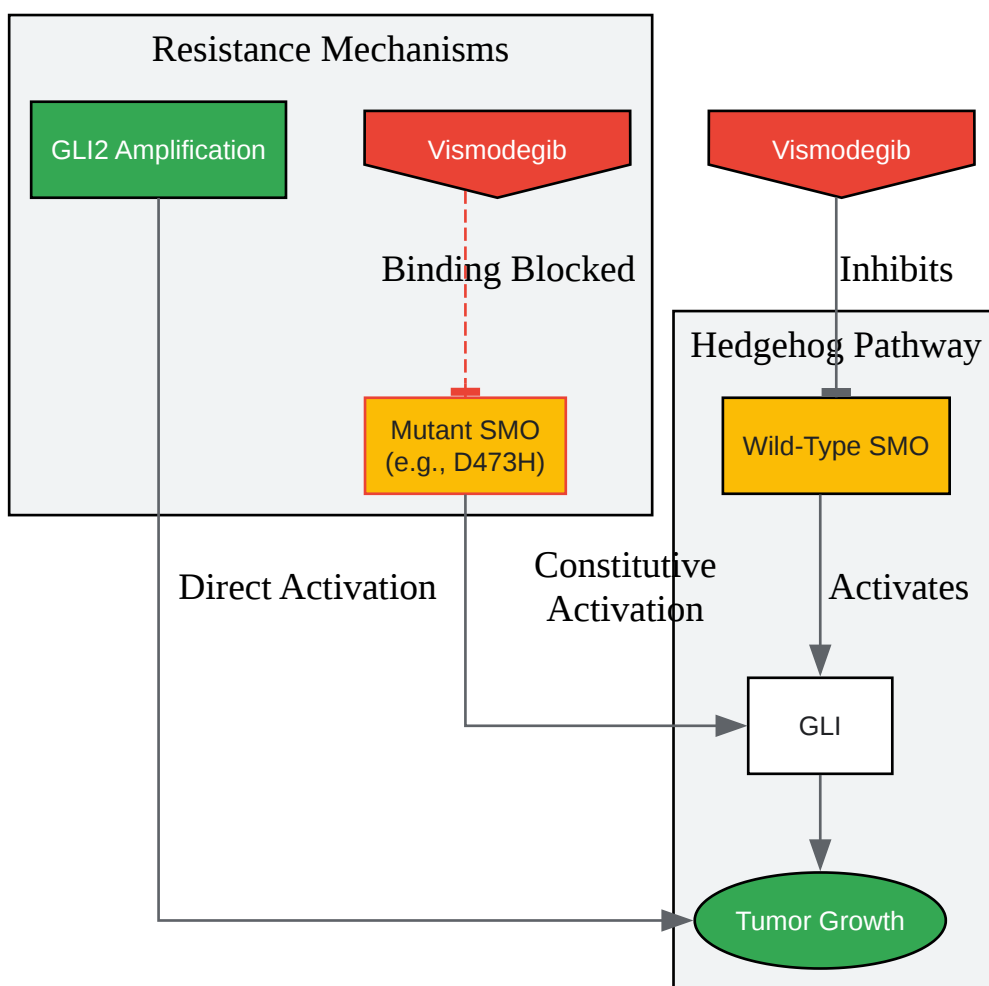 Resistance Mechanisms
GLI2 Amplification
Vismodegib
Vismodegib
Binding Blocked
Inhibits
Hedgehog Pathway
Mutant SMO
(e.g., D473H)
Wild-Type SMO
Direct Activation
Constitutive
Activation
Activates
GLI
Tumor Growth